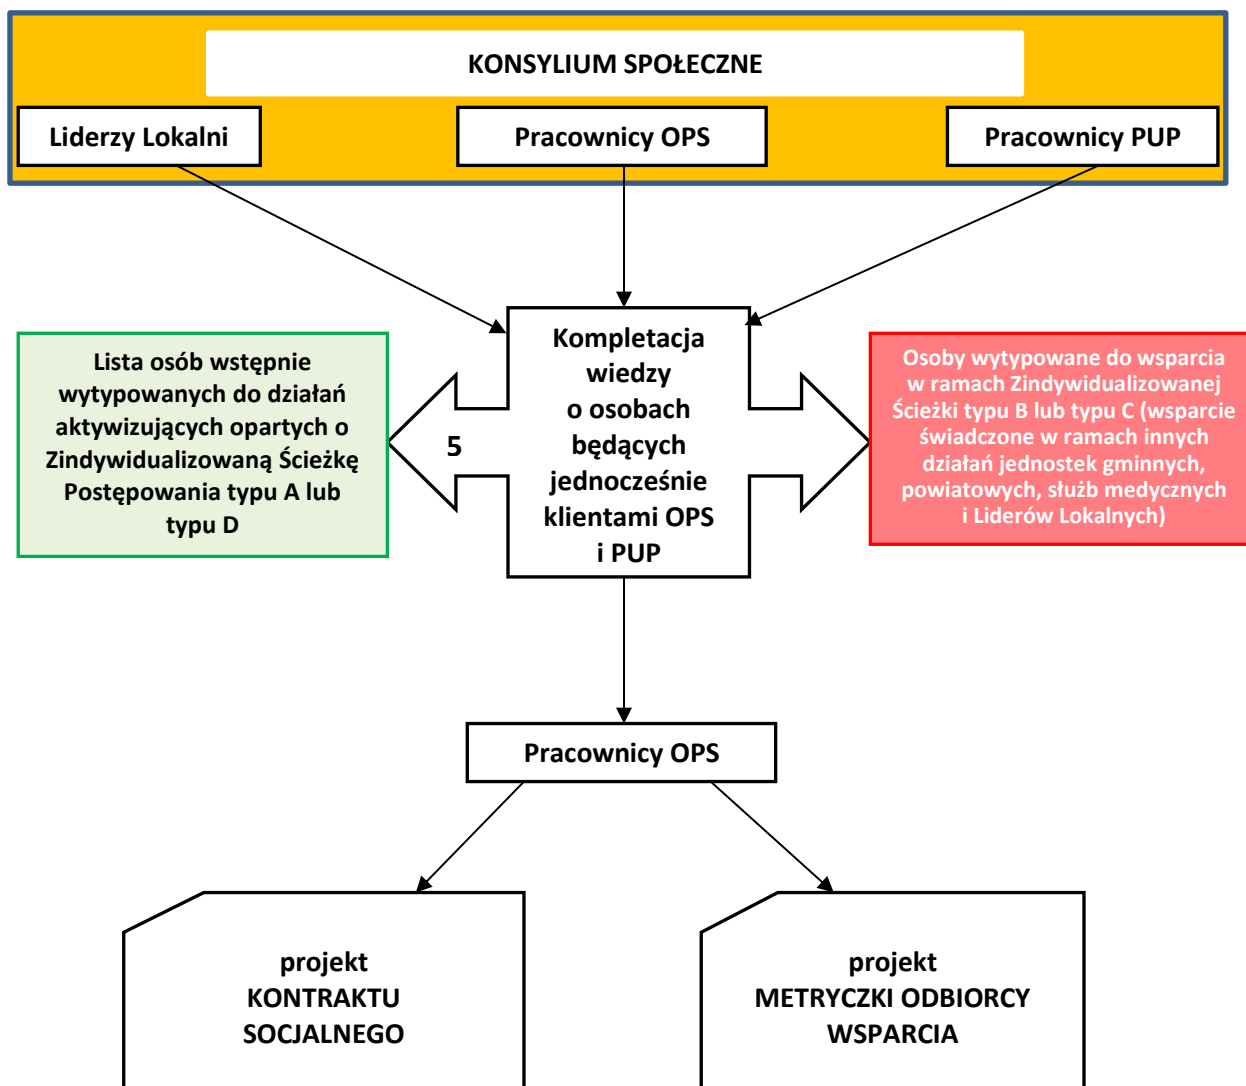 KONSYLIUM SPOŁECZNE
Liderzy Lokalni
Pracownicy OPS
Pracownicy PUP
Lista osób wstępnie
wytypowanych do działań
aktywizujących opartych o
Zindywidualizowaną Ścieżkę
Postępowania typu A lub
typu D
5
Kompletacja
wiedzy
o osobach
będących
jednocześnie
klientami OPS
i PUP
Osoby wytypowane do wsparcia
w ramach Zindywidualizowanej
Ścieżki typu B lub typu C (wsparcie
świadczone w ramach innych
działań jednostek gminnych,
powiatowych, służb medycznych
i Liderów Lokalnych)
Pracownicy OPS
projekt
KONTRAKTU
SOCJALNEGO
projekt
METRYCZKI ODBIORCY
WSPARCIA